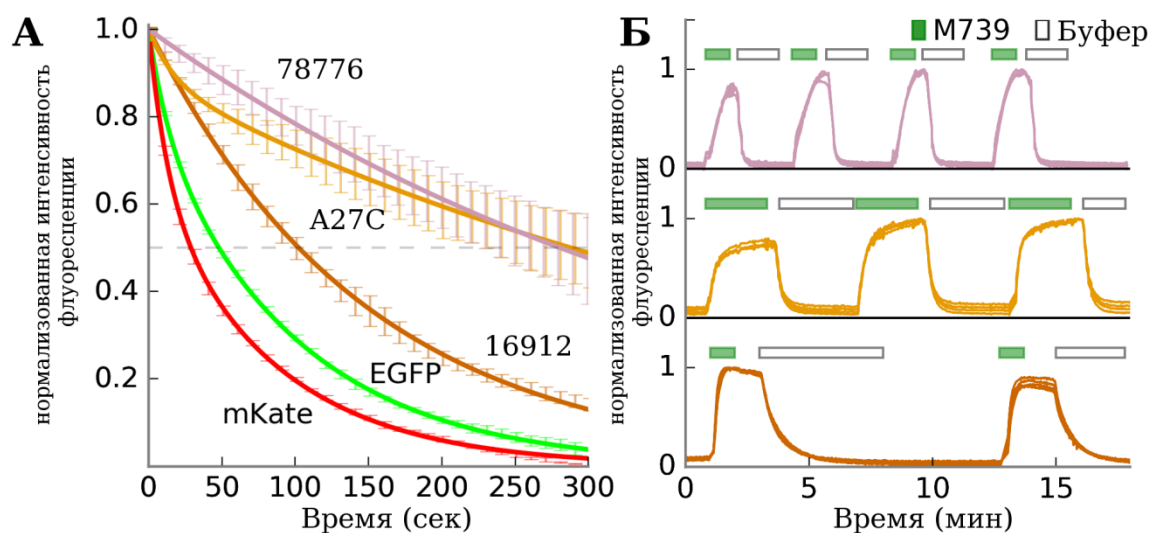 А
нормализованная интенсивность
флуоресценции
1.0
0.8
0.6
0.4
0.2
78776
A27C
16912
EGFP
mKate
0 50 100 150 200 250 300
Время (сек)
Б
M739 Буфер
нормализованная интенсивность
флуоресценции
1
0
1
0
1
0
0 5 10 15
Время (мин)